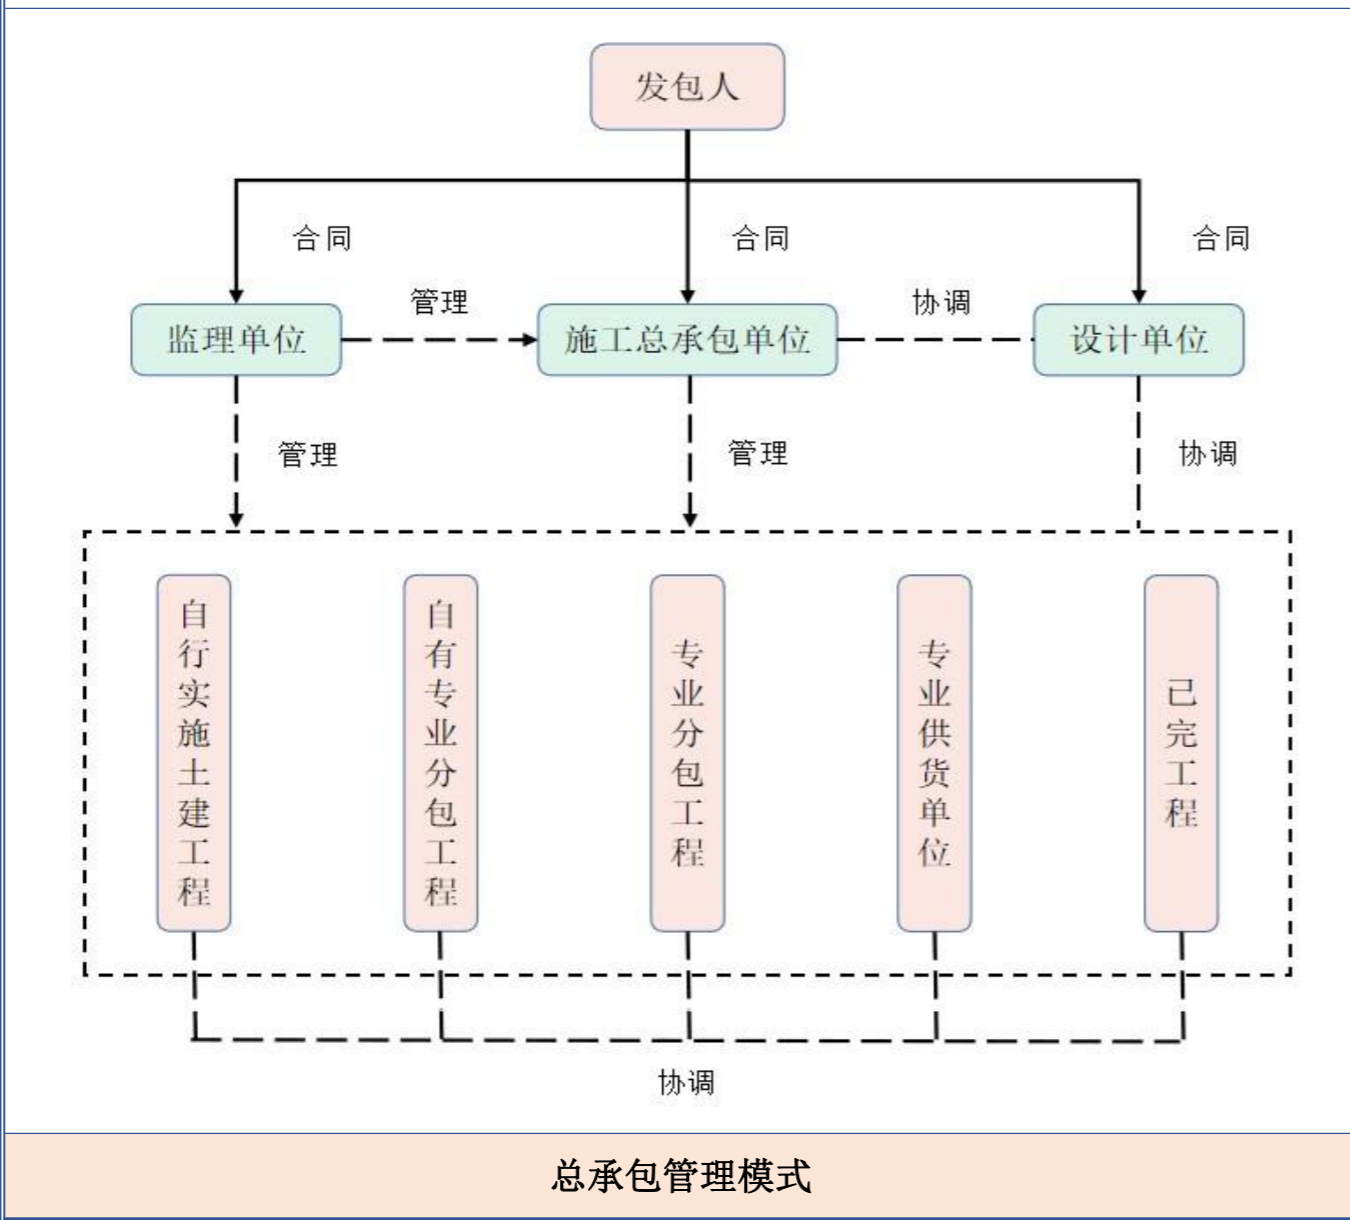 发包人
合同
合同
合同
管理
协调
监理单位
施工总承包单位
设计单位
管理
管理
协调
自行实施土建工程
自有专业分包工程
专业分包工程
专业供货单位
已完工程
协调
总承包管理模式